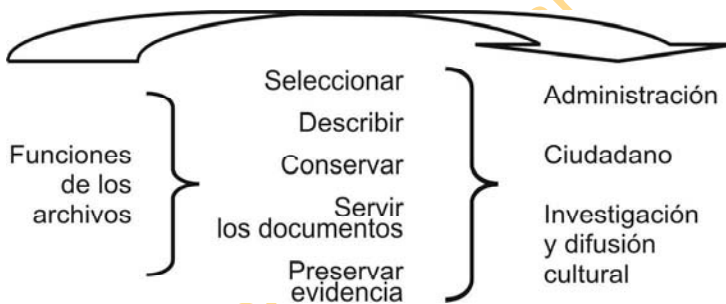 Funciones
de los
archivos
Seleccionar
Describir
Conservar
Servir
los documentos
Preservar
evidencia
Administración
Ciudadano
Investigación
y difusión
cultural